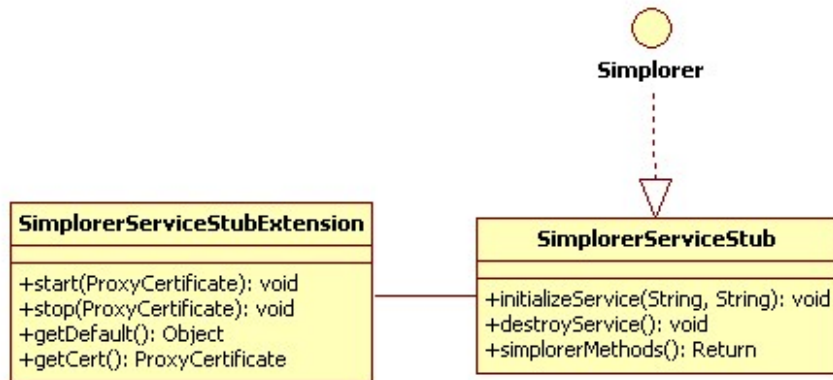 Simplorer
SimplorerServiceStubExtension
+start(ProxyCertificate): void
+stop(ProxyCertificate): void
+getDefault(): Object
+getCert(): ProxyCertificate
SimplorerServiceStub
+initializeService(String, String): void
+destroyService(): void
+simplorerMethods(): Return